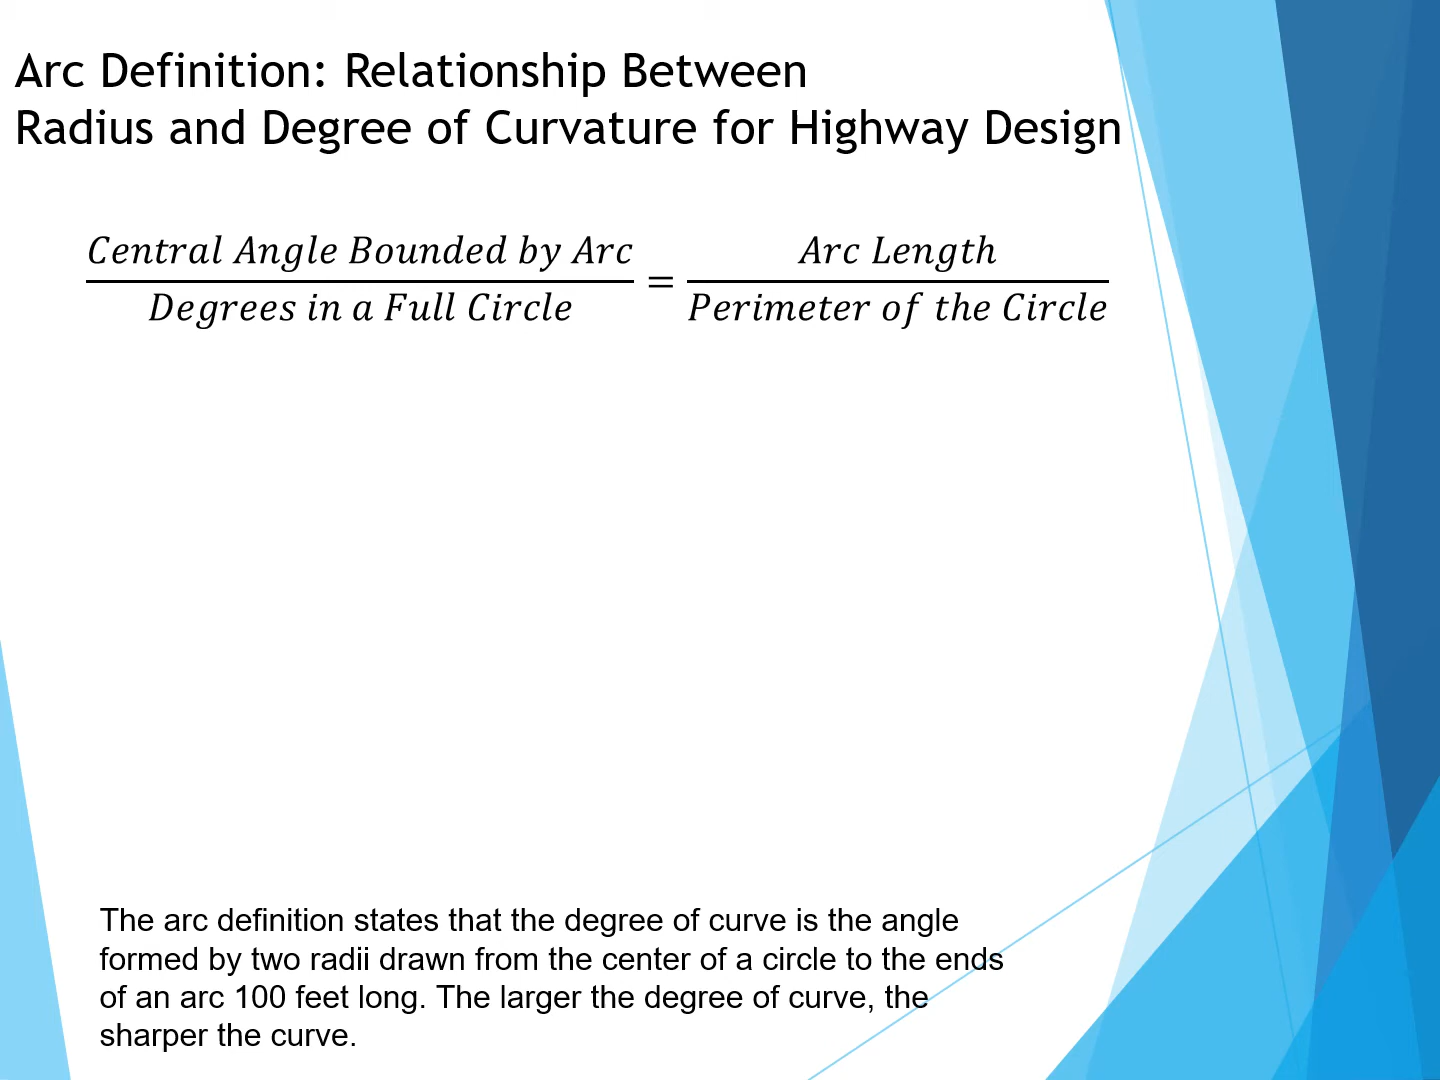 Arc Definition: Relationship Between
Radius and Degree of Curvature for Highway Design
Central Angle Bounded by Arc / Degrees in a Full Circle = Arc Length / Perimeter of the Circle
The arc definition states that the degree of curve is the angle
formed by two radii drawn from the center of a circle to the ends
of an arc 100 feet long. The larger the degree of curve, the
sharper the curve.